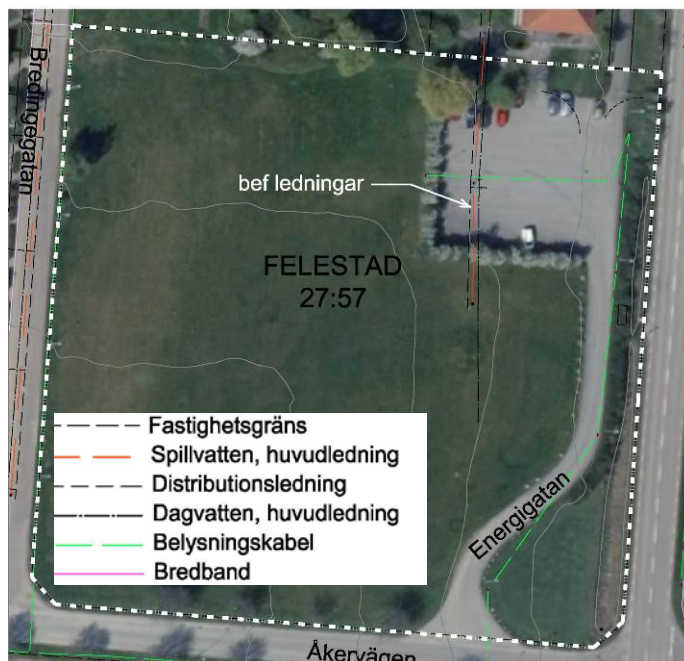 Bredingegatan
bef ledningar
FELESTAD
27:57
Fastighetsgräns
Spillvatten, huvudledning
Distributionsledning
Dagvatten, huvudledning
Belysningskabel
Bredband
Energigatan
Åkervägen